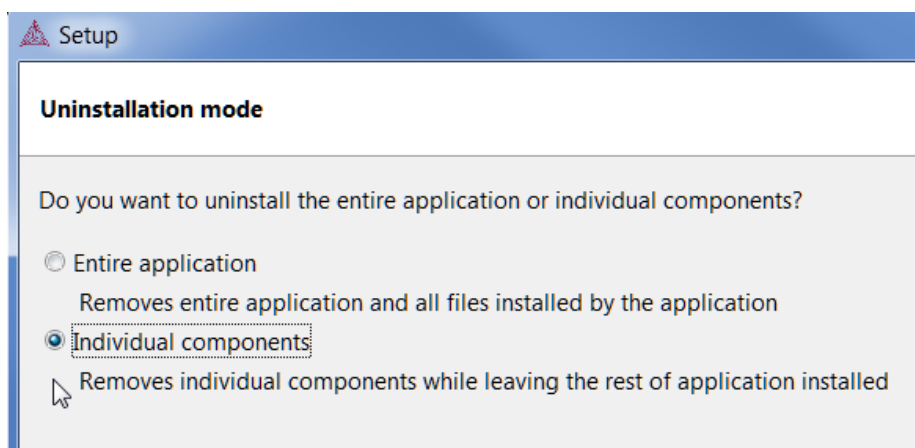 Setup
Uninstallation mode
Do you want to uninstall the entire application or individual components?
Entire application
Removes entire application and all files installed by the application
Individual components
Removes individual components while leaving the rest of application installed